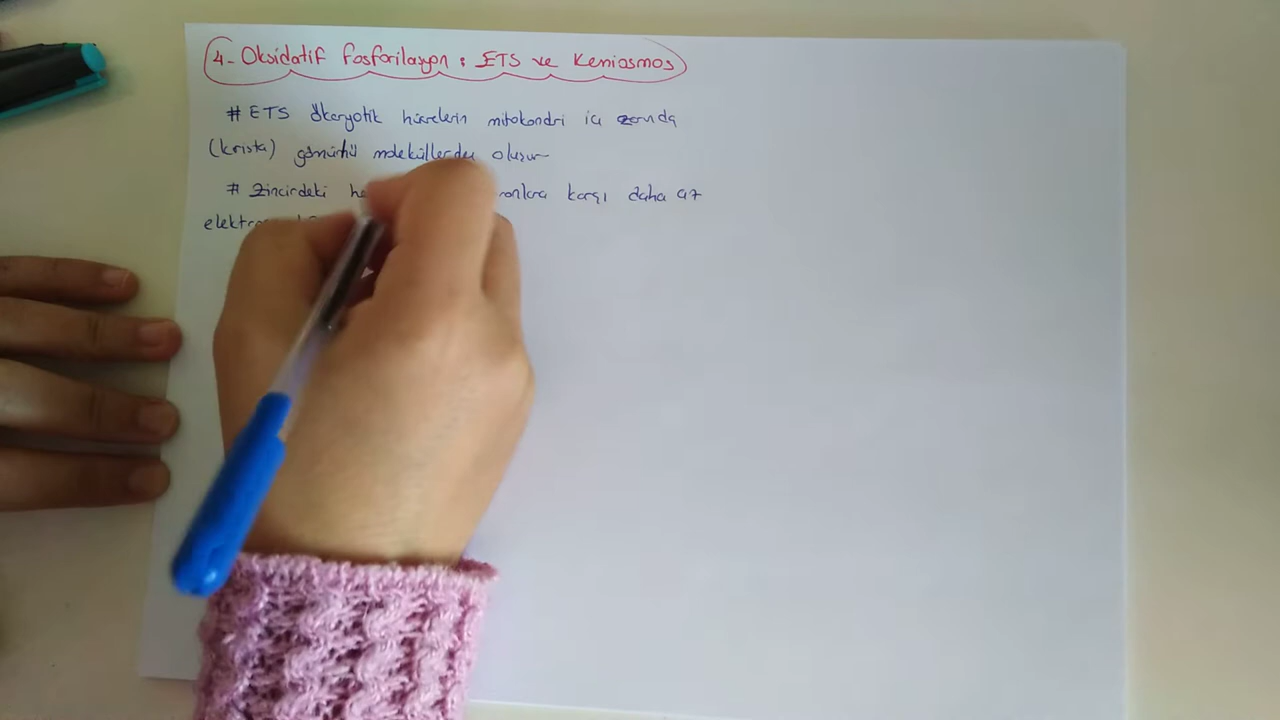 4- Oksidatif fosforilasyon : ETS ve Kemiosmos
# ETS ökaryotik hücrelerin mitokondri iç zarında
(krista) gömülü moleküllerden oluşur
# Zincirdeki karşı daha az